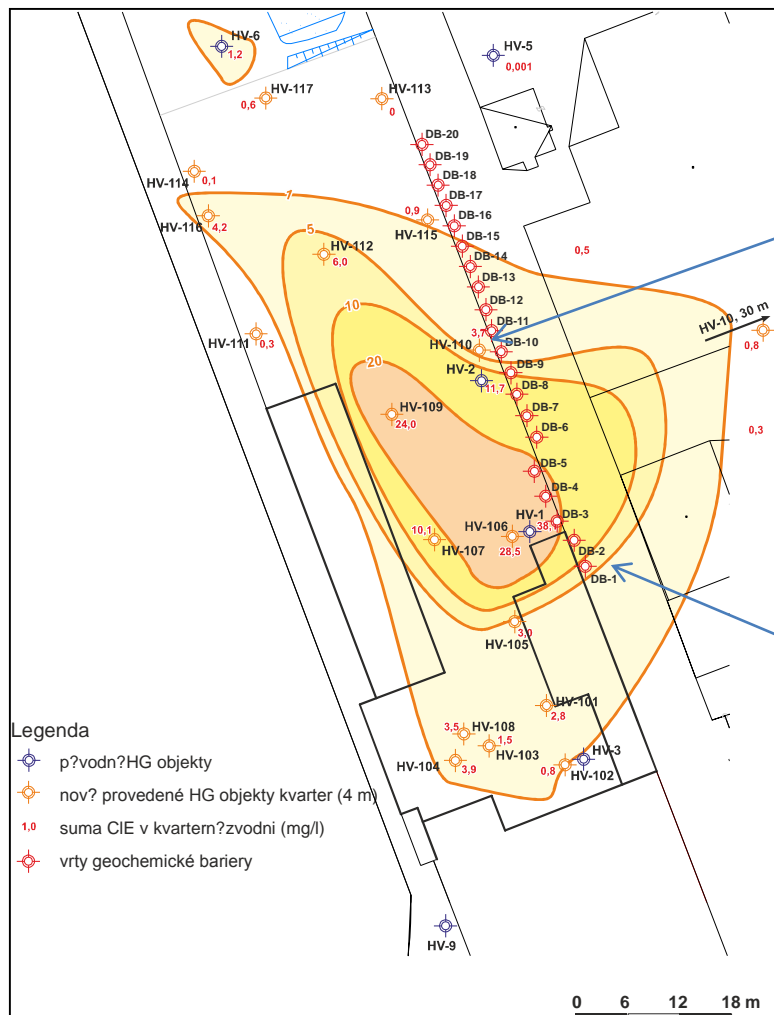 HV-6
1,2
HV-5
0,001
HV-117
0,6
HV-113
0
DB-20
DB-19
DB-18
DB-17
DB-16
DB-15
DB-14
DB-13
DB-12
DB-11
DB-10
DB-9
DB-8
DB-7
DB-6
DB-5
DB-4
DB-3
DB-2
DB-1
HV-114
0,1
1
HV-116
4,2
0,9
HV-115
5
HV-112
6,0
0,5
10
3,7
HV-110
HV-111
0,3
HV-10, 30 m
0,8
HV-2
11,7
20
HV-109
24,0
0,3
HV-1
38,
HV-106
28,5
10,1
HV-107
3,0
HV-105
HV-101
2,8
3,5
HV-108
1,5
HV-103
HV-104
3,9
HV-3
0,8
HV-102
Legenda
p?vodn?HG objekty
nov? provedené HG objekty kvarter (4 m)
1,0
suma ClE v kvartern?zvodni (mg/l)
vrty geochemické bariery
HV-9
0 6 12 18 m